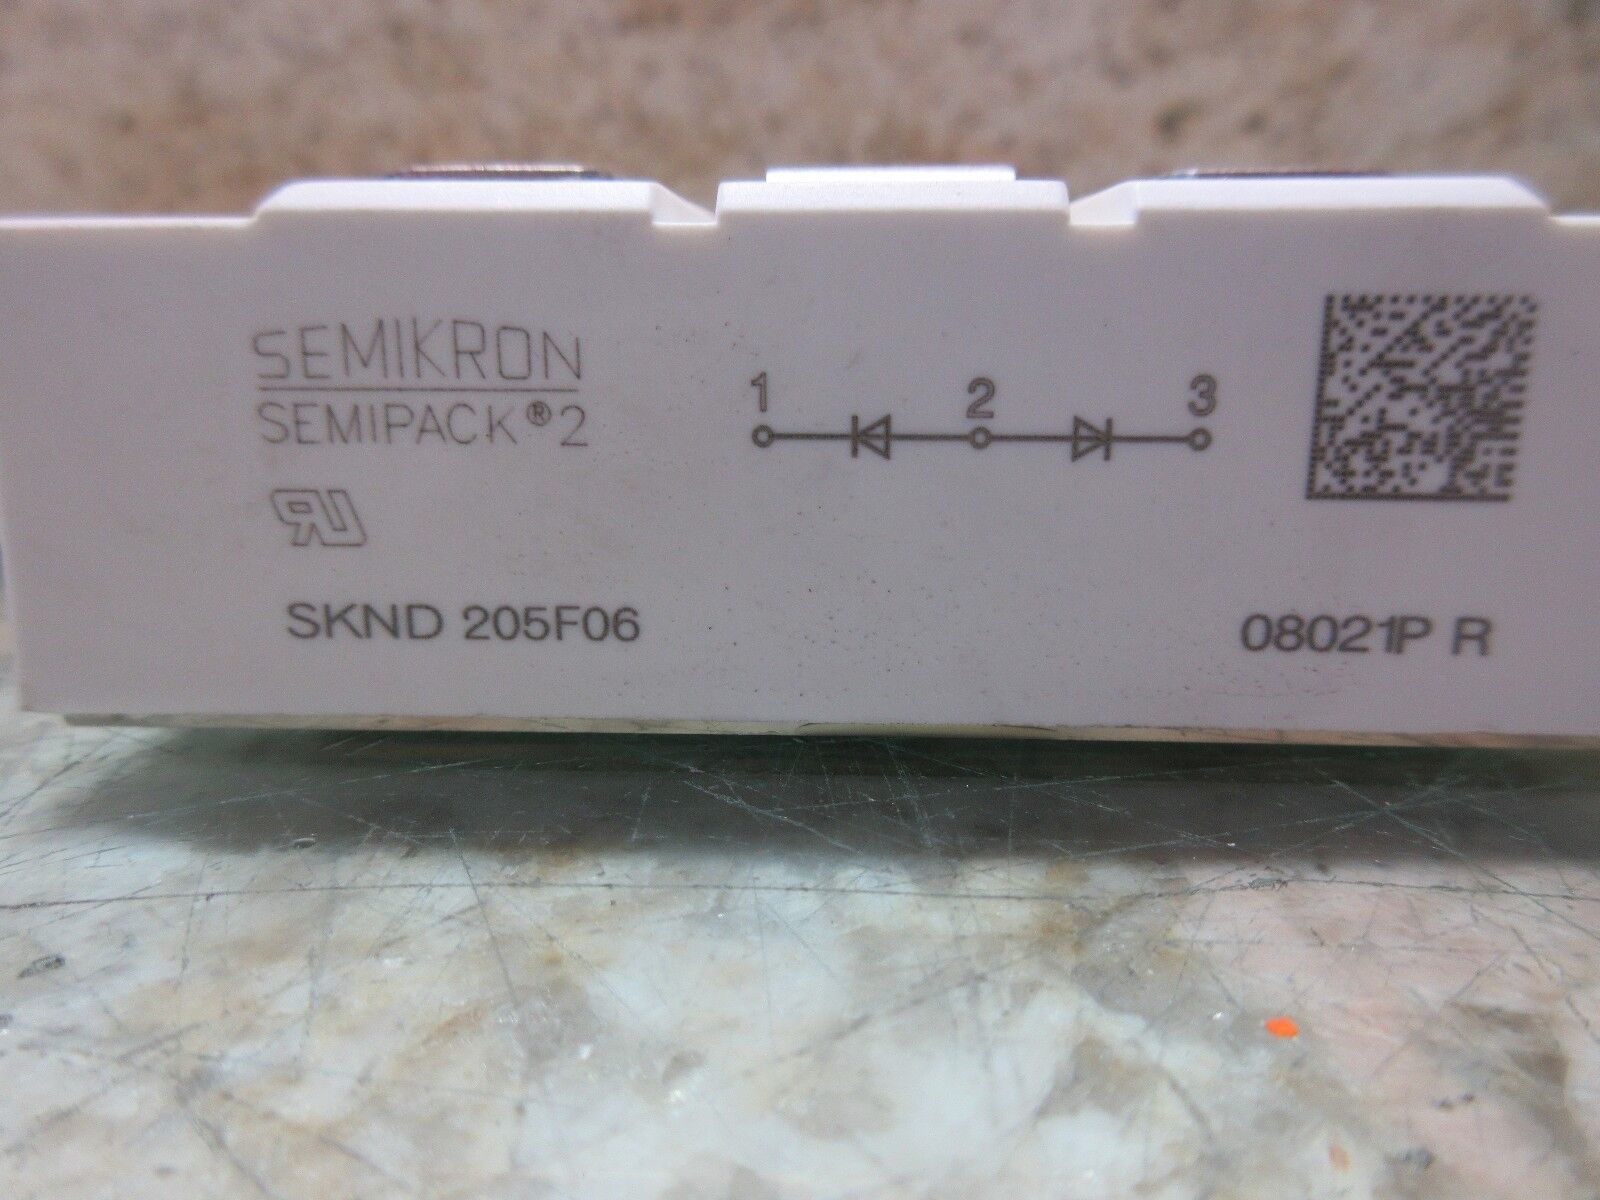 SEMIKRON
SEMIPACK®2
1 2 3
SKND 205F06
08021P R